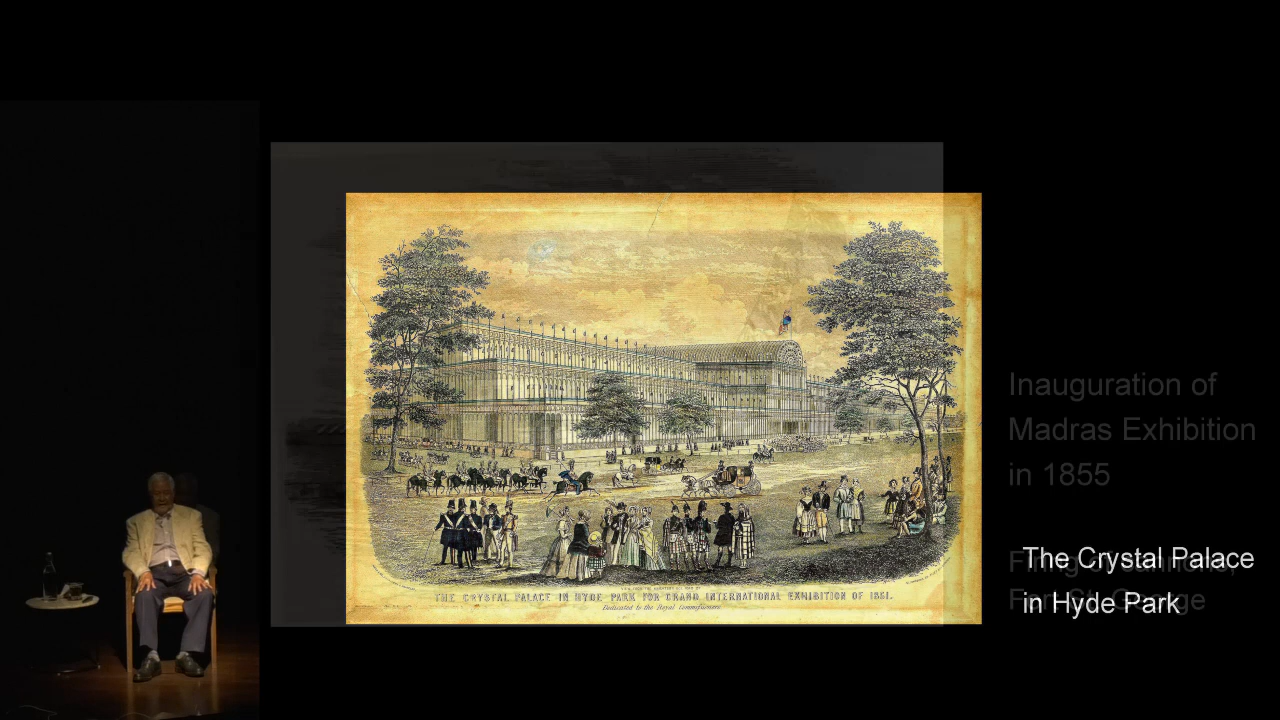 THE CRYSTAL PALACE IN HYDE PARK FOR GRAND INTERNATIONAL EXHIBITION OF 1851.
Dedicated to the Royal Commissioners
Inauguration of
Madras Exhibition
in 1855
The Crystal Palace
in Hyde Park